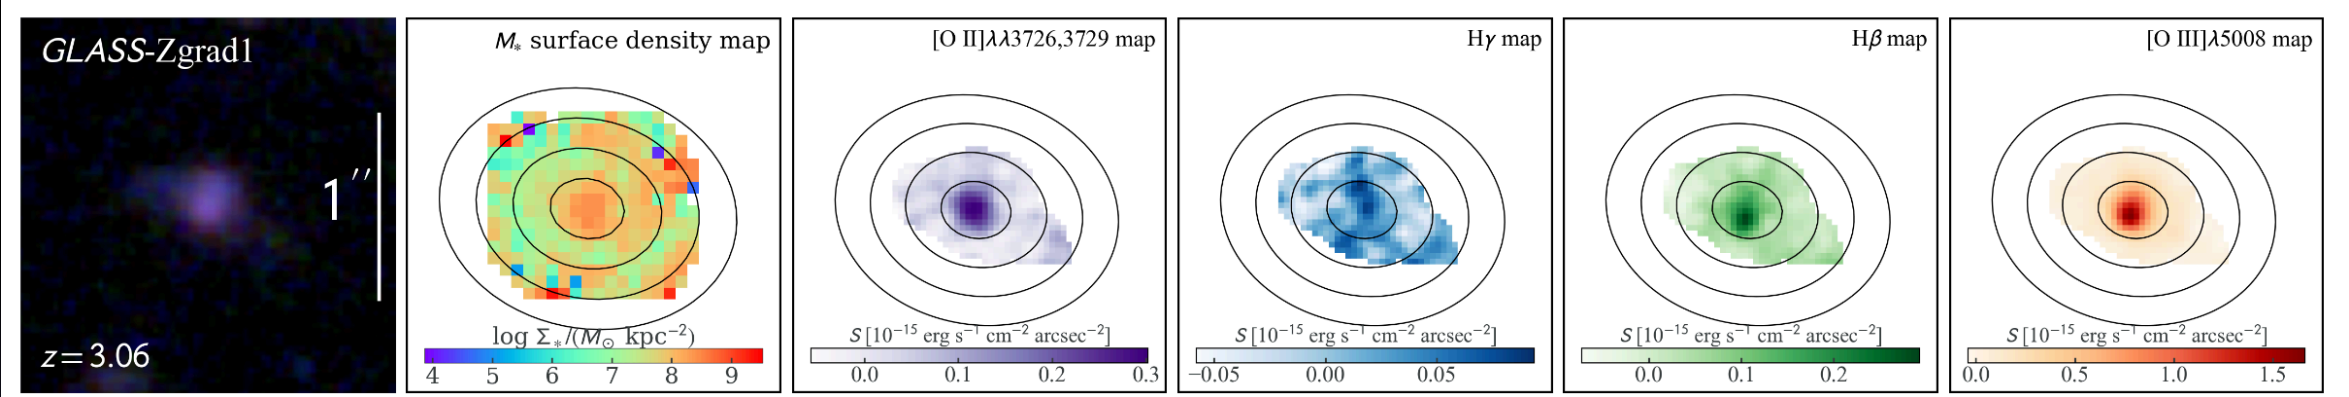 GLASS-Zgrad1
1″
z = 3.06
M* surface density map
log Σ*/(M⊙ kpc−2)
4 5 6 7 8 9
[O II]λλ3726,3729 map
S [10−15 erg s−1 cm−2 arcsec−2]
0.0 0.1 0.2 0.3
Hγ map
S [10−15 erg s−1 cm−2 arcsec−2]
−0.05 0.00 0.05
Hβ map
S [10−15 erg s−1 cm−2 arcsec−2]
0.0 0.1 0.2
[O III]λ5008 map
S [10−15 erg s−1 cm−2 arcsec−2]
0.0 0.5 1.0 1.5